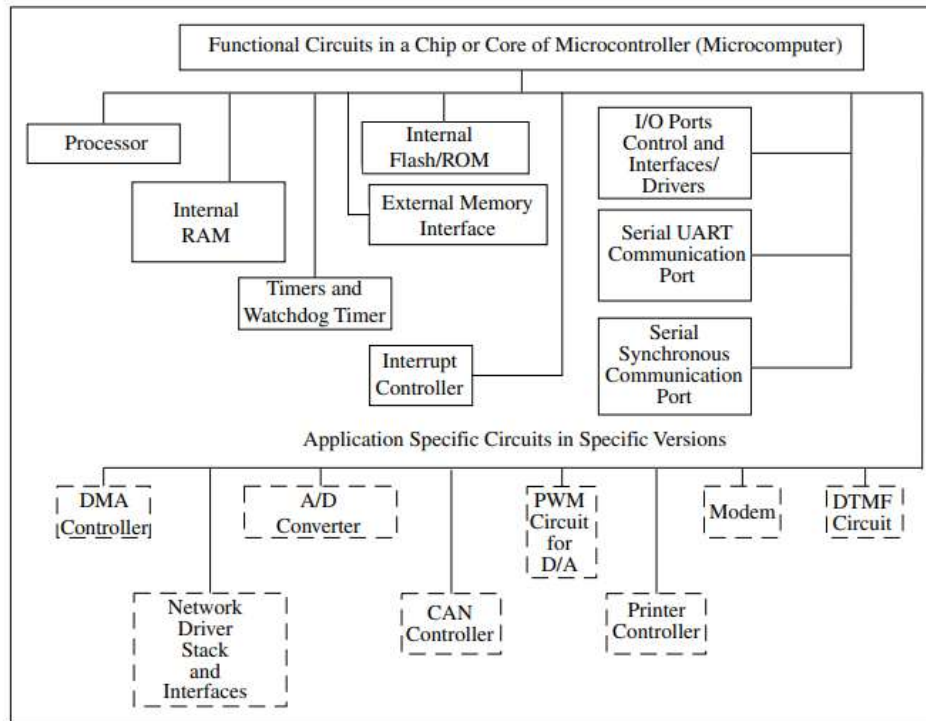 Functional Circuits in a Chip or Core of Microcontroller (Microcomputer)
Processor
Internal
RAM
Timers and
Watchdog Timer
Internal
Flash/ROM
External Memory
Interface
Interrupt
Controller
I/O Ports
Control and
Interfaces/
Drivers
Serial UART
Communication
Port
Serial
Synchronous
Communication
Port
Application Specific Circuits in Specific Versions
DMA
Controller
Network
Driver
Stack
and
Interfaces
A/D
Converter
CAN
Controller
PWM
Circuit
for
D/A
Printer
Controller
Modem
DTMF
Circuit